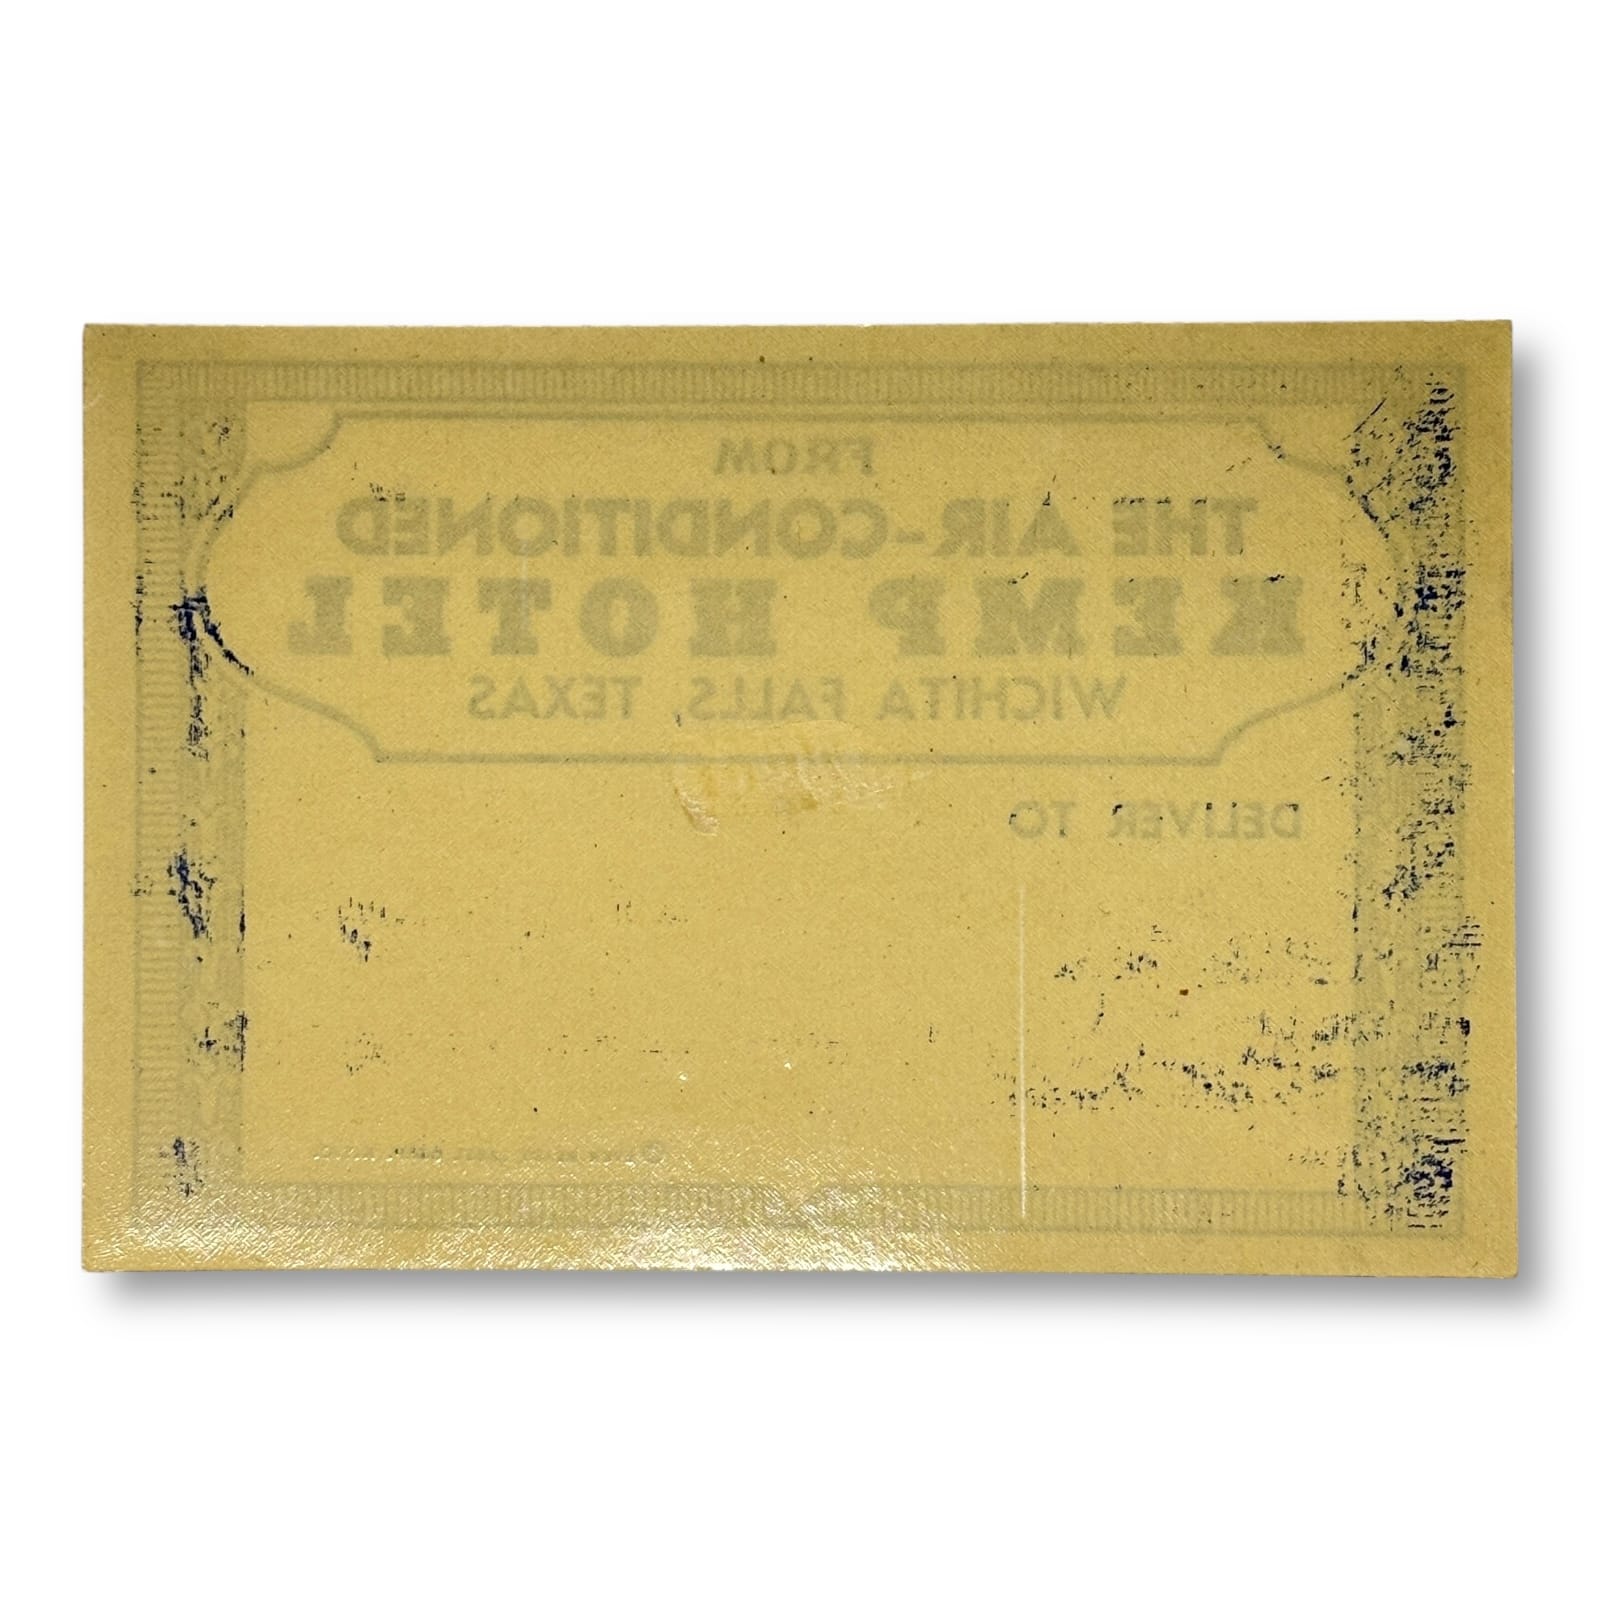 FROM
THE AIR-CONDITIONED
KEMP HOTEL
WICHITA FALLS, TEXAS
DELIVER TO